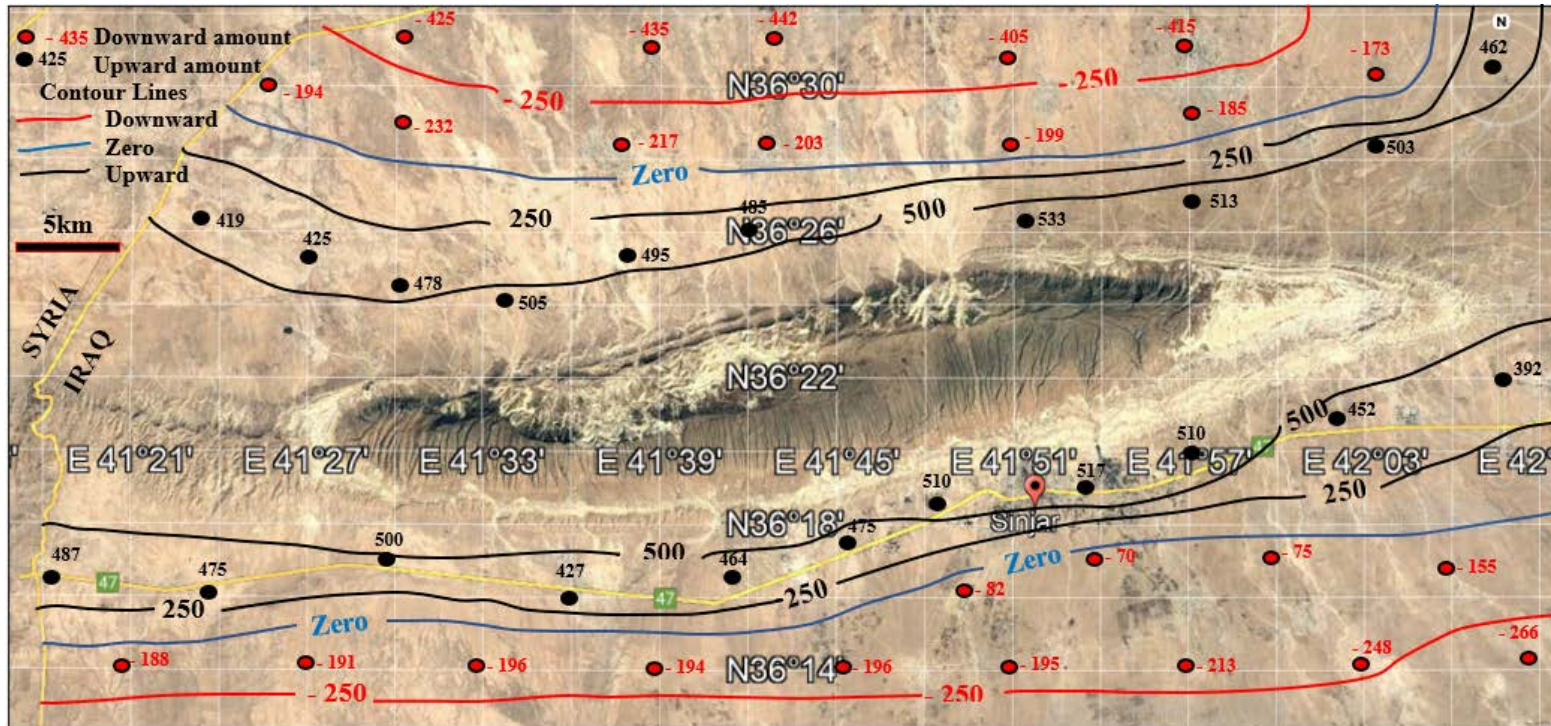 - 425
- 442
- 435
- 405
- 415
- 173
462
N
- 435 Downward amount
425 Upward amount
Contour Lines
Downward
Zero
Upward
- 194
- 250
N36°30'
- 250
- 185
- 232
- 217
- 203
- 199
250
503
Zero
5km
419
250
485
500
533
513
N36°26'
425
495
478
505
SYRIA
IRAQ
N36°22'
392
500
452
E 41°21'
E 41°27'
E 41°33'
E 41°39'
E 41°45'
E 41°51'
E 41°57'
510
47
E 42°03'
E 42°
510
517
250
Sinjar
N36°18'
475
487
500
500
464
Zero
- 70
- 75
- 155
47
475
427
47
250
- 82
250
Zero
- 188
- 191
- 196
- 194
N36°14'
- 196
- 195
- 213
- 248
- 266
- 250
- 250